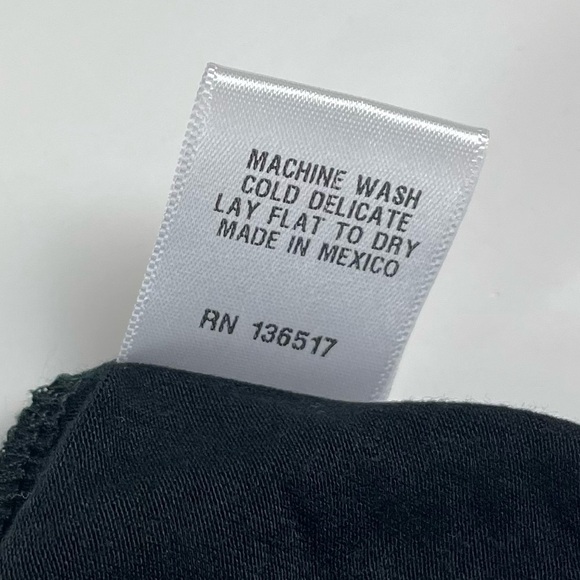 MACHINE WASH
COLD DELICATE
LAY FLAT TO DRY
MADE IN MEXICO
RN 136517